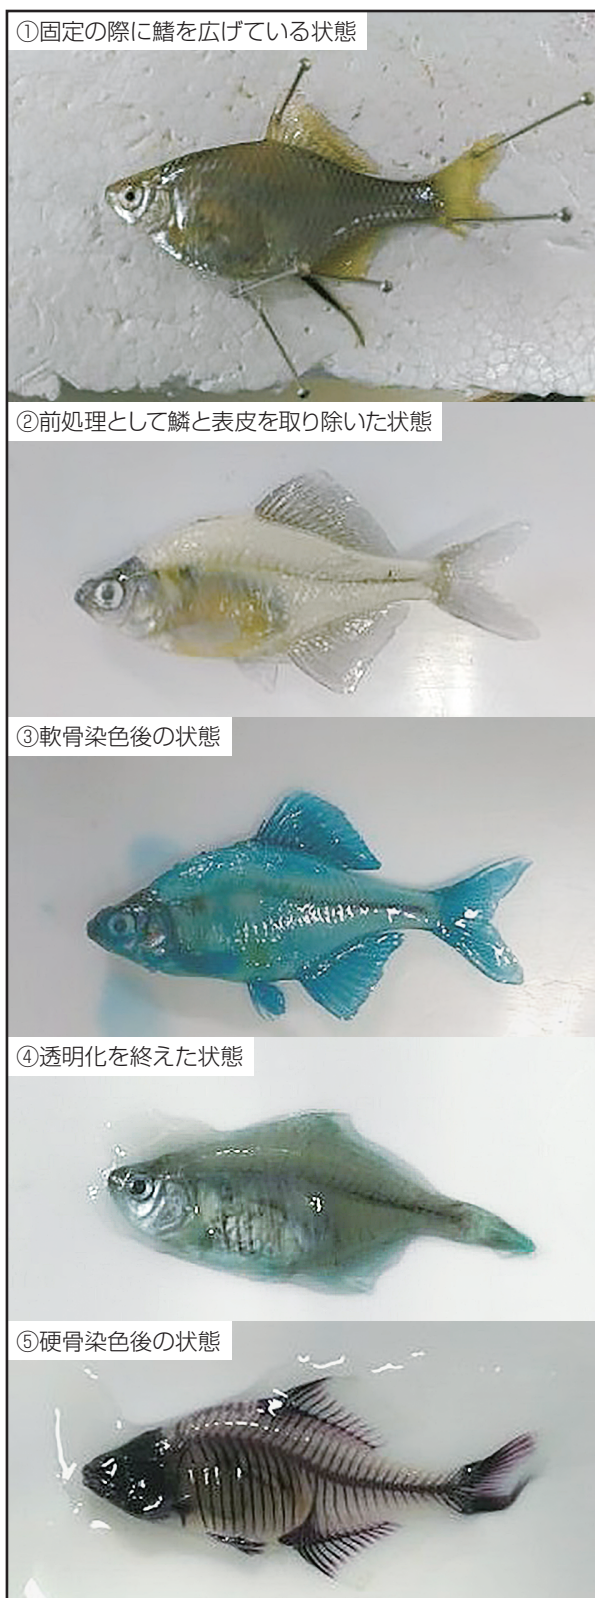 ①固定の際に鰭を広げている状態
②前処理として鱗と表皮を取り除いた状態
③軟骨染色後の状態
④透明化を終えた状態
⑤硬骨染色後の状態